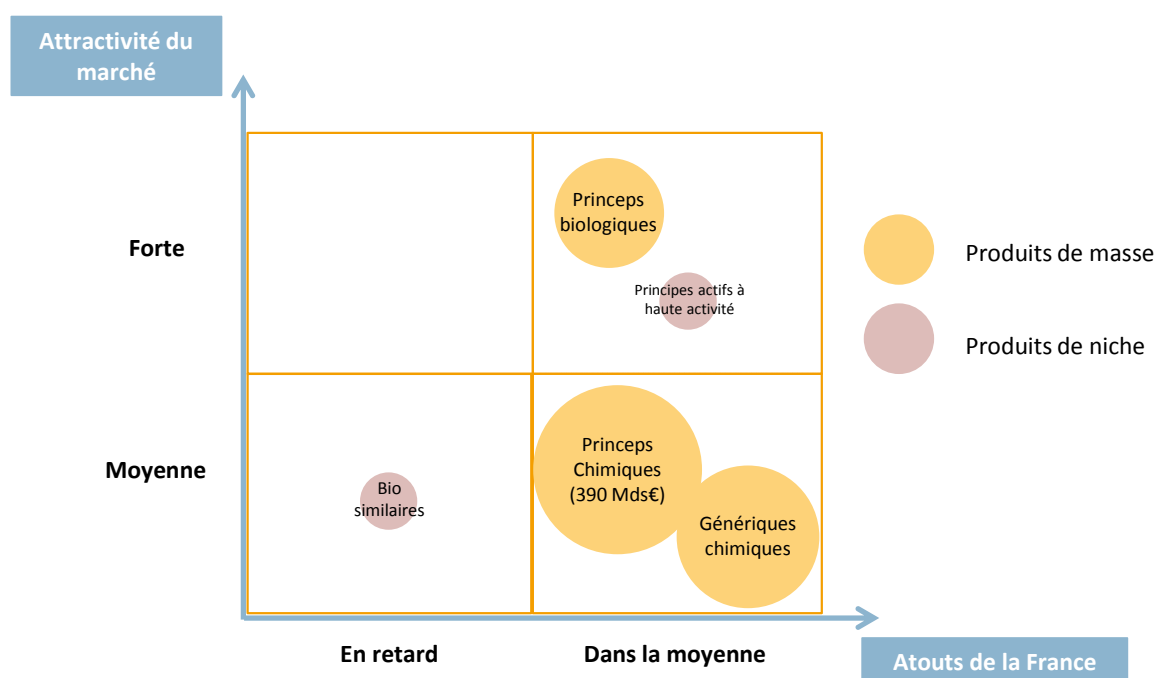 Attractivité du
marché
Forte
Princeps
biologiques
Principes actifs à
haute activité
Produits de masse
Produits de niche
Moyenne
Bio
similaires
Princeps
Chimiques
(390 Mds€)
Génériques
chimiques
En retard
Dans la moyenne
Atouts de la France